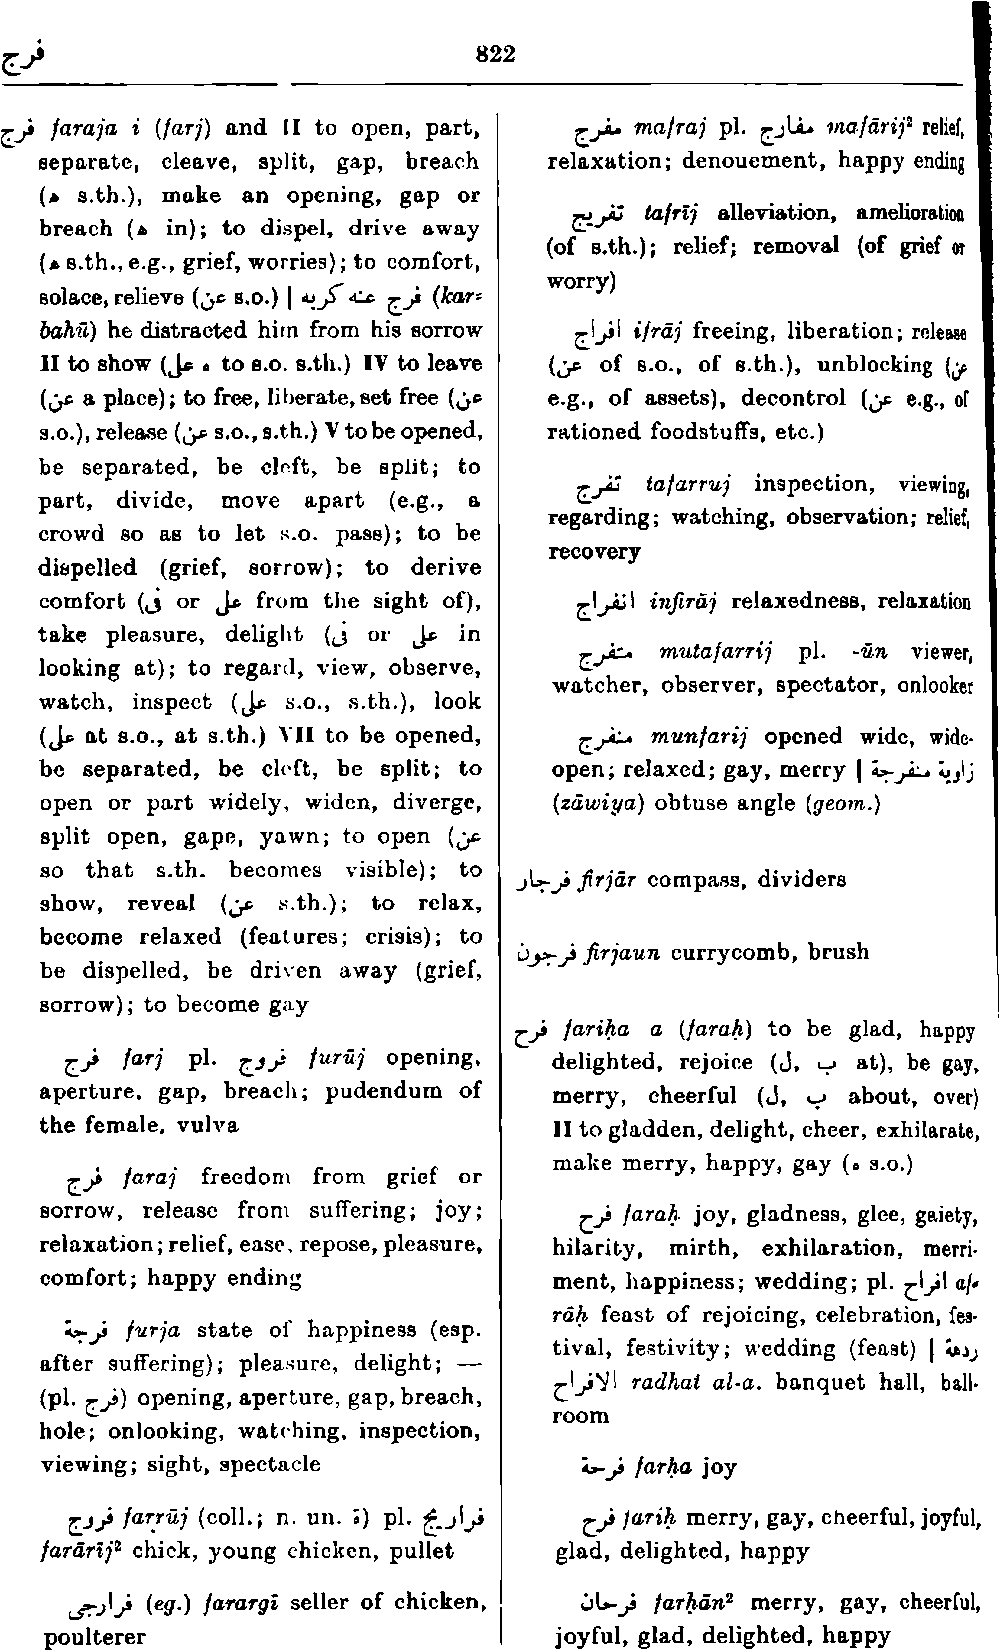 فرج
822
فرج faraja i (farj) and II to open, part,
separate, cleave, split, gap, breach
(ه s.th.), make an opening, gap or
breach (ه in); to dispel, drive away
(ه s.th., e.g., grief, worries); to comfort,
solace, relieve (عن s.o.) | فرج عنه كربه (kar-
bahū) he distracted him from his sorrow
II to show (على ه to s.o. s.th.) IV to leave
(عن a place); to free, liberate, set free (عن
s.o.), release (عن s.o., s.th.) V to be opened,
be separated, be cleft, be split; to
part, divide, move apart (e.g., a
crowd so as to let s.o. pass); to be
dispelled (grief, sorrow); to derive
comfort (فى or على from the sight of),
take pleasure, delight (فى or على in
looking at); to regard, view, observe,
watch, inspect (على s.o., s.th.), look
(على at s.o., at s.th.) VII to be opened,
be separated, be cleft, be split; to
open or part widely, widen, diverge,
split open, gape, yawn; to open (عن
so that s.th. becomes visible); to
show, reveal (عن s.th.); to relax,
become relaxed (features; crisis); to
be dispelled, be driven away (grief,
sorrow); to become gay
فرج farj pl. فروج furūj opening,
aperture, gap, breach; pudendum of
the female, vulva
فرج faraj freedom from grief or
sorrow, release from suffering; joy;
relaxation; relief, ease, repose, pleasure,
comfort; happy ending
فرجة furja state of happiness (esp.
after suffering); pleasure, delight; —
(pl. فرج) opening, aperture, gap, breach,
hole; onlooking, watching, inspection,
viewing; sight, spectacle
فروج farrūj (coll.; n. un. ة) pl. فراريج
farārīj² chick, young chicken, pullet
فرارجى (eg.) farargī seller of chicken,
poulterer
مفرج mafraj pl. مفارج mafārij² relief,
relaxation; denouement, happy ending
تفريج tafrīj alleviation, amelioration
(of s.th.); relief; removal (of grief or
worry)
افراج ifrāj freeing, liberation; release
(عن of s.o., of s.th.), unblocking (عن
e.g., of assets), decontrol (عن e.g., of
rationed foodstuffs, etc.)
تفرج tafarruj inspection, viewing,
regarding; watching, observation; relief,
recovery
انفراج infirāj relaxedness, relaxation
متفرج mutafarrij pl. -ūn viewer,
watcher, observer, spectator, onlooker
منفرج munfarij opened wide, wide-
open; relaxed; gay, merry | زاوية منفرجة
(zāwiya) obtuse angle (geom.)
فرجار firjār compass, dividers
فرجون firjaun currycomb, brush
فرح fariḥa a (faraḥ) to be glad, happy
delighted, rejoice (ل, ب at), be gay,
merry, cheerful (ل, ب about, over)
II to gladden, delight, cheer, exhilarate,
make merry, happy, gay (ه s.o.)
فرح faraḥ joy, gladness, glee, gaiety,
hilarity, mirth, exhilaration, merri-
ment, happiness; wedding; pl. افراح af-
rāḥ feast of rejoicing, celebration, fes-
tival, festivity; wedding (feast) | ردهة
الافراح radhat al-a. banquet hall, ball-
room
فرحة farḥa joy
فرح fariḥ merry, gay, cheerful, joyful,
glad, delighted, happy
فرحان farḥān² merry, gay, cheerful,
joyful, glad, delighted, happy